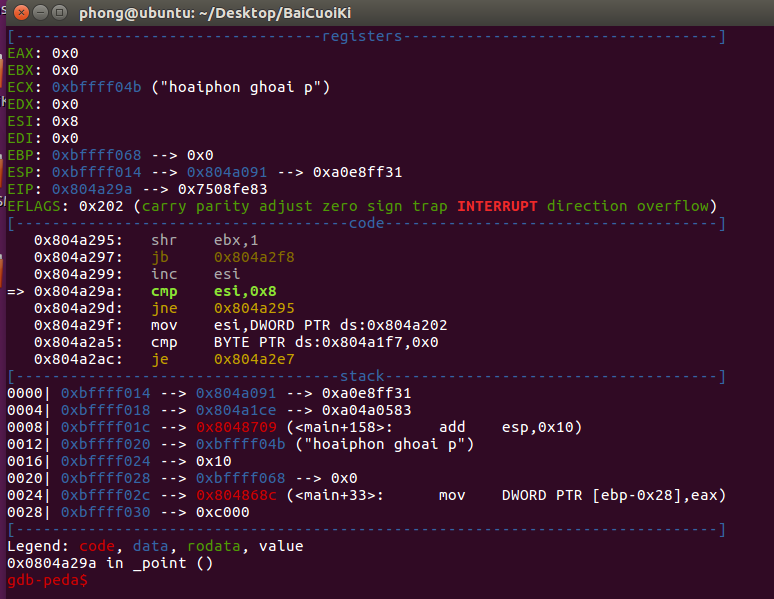 phong@ubuntu: ~/Desktop/BaiCuoiKi
[----------------------------------registers-----------------------------------]
EAX: 0x0
EBX: 0x0
ECX: 0xbffff04b ("hoaiphon ghoai p")
EDX: 0x0
ESI: 0x8
EDI: 0x0
EBP: 0xbffff068 --> 0x0
ESP: 0xbffff014 --> 0x804a091 --> 0xa0e8ff31
EIP: 0x804a29a --> 0x7508fe83
EFLAGS: 0x202 (carry parity adjust zero sign trap INTERRUPT direction overflow)
[-------------------------------------code-------------------------------------]
   0x804a295:	shr    ebx,1
   0x804a297:	jb     0x804a2f8
   0x804a299:	inc    esi
=> 0x804a29a:	cmp    esi,0x8
   0x804a29d:	jne    0x804a295
   0x804a29f:	mov    esi,DWORD PTR ds:0x804a202
   0x804a2a5:	cmp    BYTE PTR ds:0x804a1f7,0x0
   0x804a2ac:	je     0x804a2e7
[------------------------------------stack-------------------------------------]
0000| 0xbffff014 --> 0x804a091 --> 0xa0e8ff31
0004| 0xbffff018 --> 0x804a1ce --> 0xa04a0583
0008| 0xbffff01c --> 0x8048709 (<main+158>:	add    esp,0x10)
0012| 0xbffff020 --> 0xbffff04b ("hoaiphon ghoai p")
0016| 0xbffff024 --> 0x10
0020| 0xbffff028 --> 0xbffff068 --> 0x0
0024| 0xbffff02c --> 0x804868c (<main+33>:	mov    DWORD PTR [ebp-0x28],eax)
0028| 0xbffff030 --> 0xc000
[------------------------------------------------------------------------------]
Legend: code, data, rodata, value
0x0804a29a in _point ()
gdb-peda$